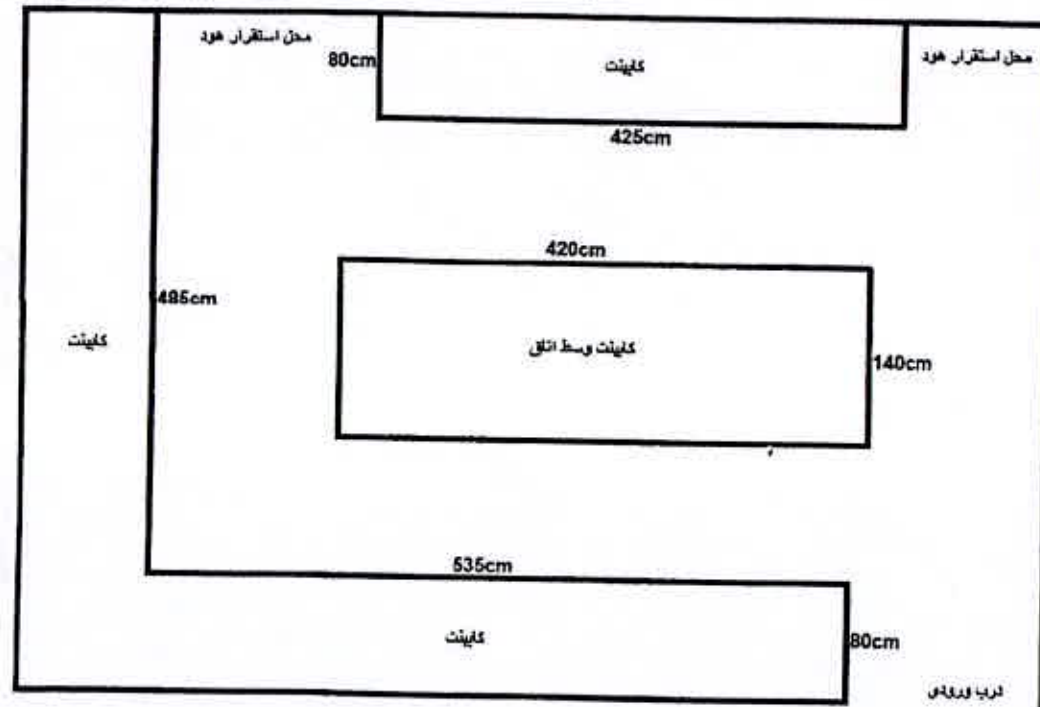 محل استقرار هود
80cm
کابینت
محل استقرار هود
425cm
420cm
485cm
کابینت
کابینت وسط اتاق
140cm
535cm
کابینت
80cm
درب ورودی